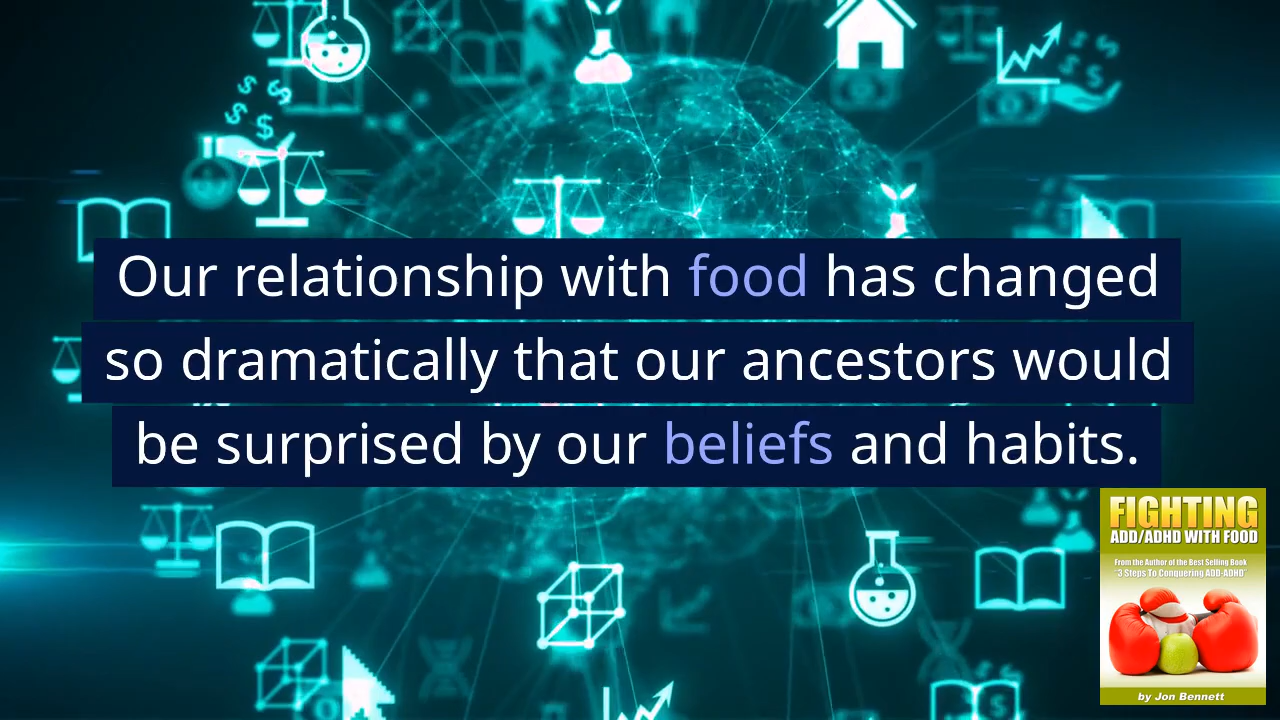 Our relationship with food has changed
so dramatically that our ancestors would
be surprised by our beliefs and habits.
FIGHTING
ADD/ADHD WITH FOOD
From the Author of the Best Selling Book
"3 Steps To Conquering ADD-ADHD"
by Jon Bennett